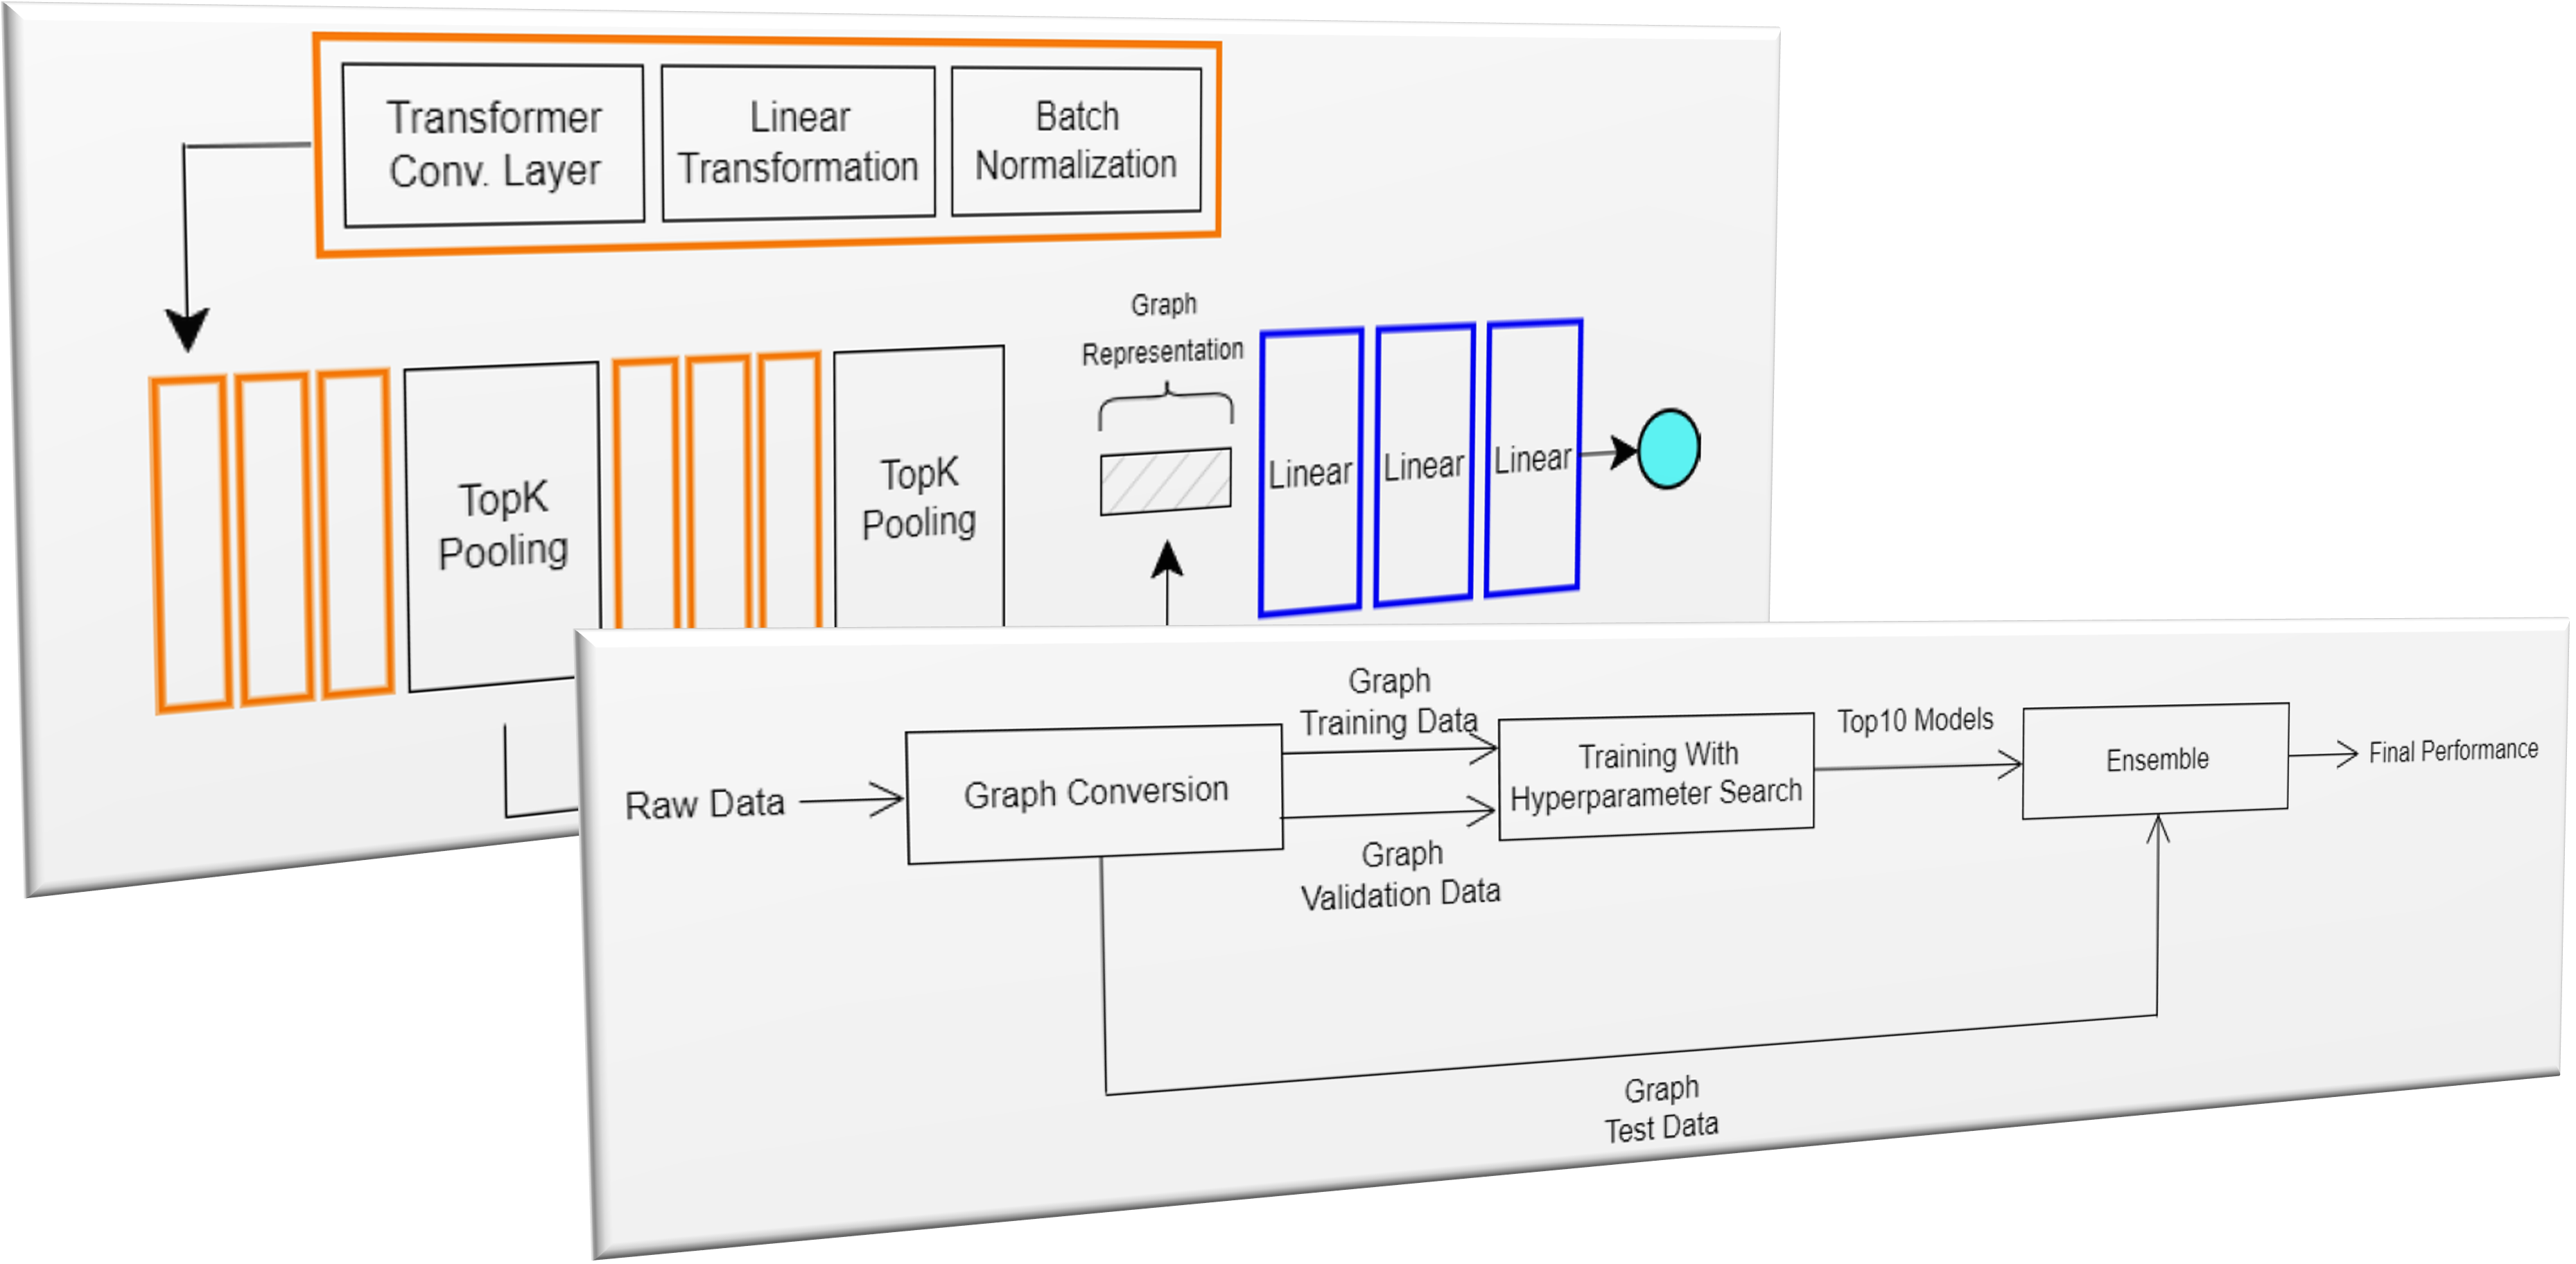 Transformer
Conv. Layer
Linear
Transformation
Batch
Normalization
Graph
Representation
TopK
Pooling
TopK
Pooling
Linear
Linear
Linear
Graph
Training Data
Raw Data
Graph Conversion
Training With
Hyperparameter Search
Top10 Models
Ensemble
Final Performance
Graph
Validation Data
Graph
Test Data